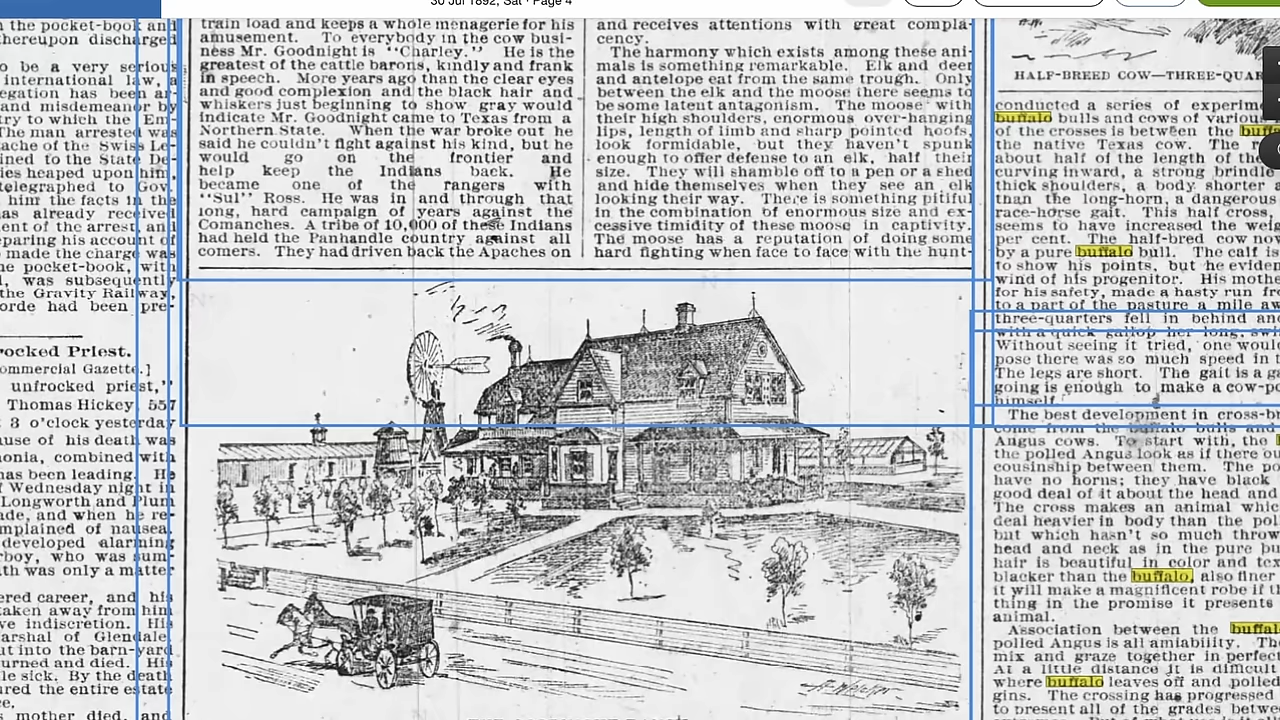 30 Jul 1892, Sat · Page 4
the pocket-book and
thereupon discharged
o be a very serious
international law, a
egation has been ar-
and misdemeanor by
try to which the Em-
The man arrested was
tache of the Swiss Le-
ined to the State De-
ies heaped upon him,
telegraphed to Gov.
him the facts in the
as already received
ent of the arrest, and
eparing his account of
made the charge was
he pocket-book, with
l, was subsequently
the Gravity Railway,
orde had been pre-
rocked Priest.
ommercial Gazette.]
unfrocked priest,"
Thomas Hickey, 557
3 o'clock yesterday
ause of his death was
monia, combined with
has been leading. He
f Wednesday night in
Longworth and Plum
ade, and when he re-
mplained of nausea.
developed alarming
rboy, who was sum-
ath was only a matter
ered career, and his
taken away from him
ve indiscretion. His
arshal of Glendale,
ut into the barn-yard
urned and died. His
le sick. By the death
ured the entire estate
ce.
mother died, and
train load and keeps a whole menagerie for his
amusement. To everybody in the cow busi-
ness Mr. Goodnight is "Charley." He is the
greatest of the cattle barons, kindly and frank
in speech. More years ago than the clear eyes
and good complexion and the black hair and
whiskers just beginning to show gray would
indicate Mr. Goodnight came to Texas from a
Northern State. When the war broke out he
said he couldn't fight against his kind, but he
would go on the frontier and
help keep the Indians back. He
became one of the rangers with
"Sul" Ross. He was in and through that
long, hard campaign of years against the
Comanches. A tribe of 10,000 of these Indians
had held the Panhandle country against all
comers. They had driven back the Apaches on
and receives attentions with great compla-
cency.
The harmony which exists among these ani-
mals is something remarkable. Elk and deer
and antelope eat from the same trough. Only
between the elk and the moose there seems to
be some latent antagonism. The moose with
their high shoulders, enormous over-hanging
lips, length of limb and sharp pointed hoofs,
look formidable, but they haven't spunk
enough to offer defense to an elk, half their
size. They will shamble off to a pen or a shed
and hide themselves when they see an elk
looking their way. There is something pitiful
in the combination of enormous size and ex-
cessive timidity of these moose in captivity.
The moose has a reputation of doing some
hard fighting when face to face with the hunt-
HALF-BREED COW—THREE-QUAR
conducted a series of experime
buffalo bulls and cows of various
of the crosses is between the buff
the native Texas cow. The r
about half of the length of the
curving inward, a strong brindle
thick shoulders, a body shorter a
than the long-horn, a dangerous
race-horse gait. This half cross,
seems to have increased the weig
per cent. The half-bred cow now
by a pure buffalo bull. The calf is
to show his points, but he eviden
wind of his progenitor. His mothe
for his safety, made a hasty run fro
to a part of the pasture a mile aw
three-quarters fell in behind and
with a quick gallop her long, swi
Without seeing it tried, one would
pose there was so much speed in t
The legs are short. The gait is a ga
going is enough to make a cow-p
himself.
The best development in cross-b
come from the buffalo bulls and
Angus cows. To start with, the
the polled Angus look as if there ou
cousinship between them. The po
have no horns; they have black
good deal of it about the head and
The cross makes an animal whic
deal heavier in body than the pol
but which hasn't so much throw
head and neck as in the pure bu
hair is beautiful in color and tex
blacker than the buffalo, also finer
it will make a magnificent robe if t
thing in the promise it presents
animal.
Association between the buffal
polled Angus is all amiability. The
mix and graze together in perfect
At a little distance it is difficult
where buffalo leaves off and polled
gins. The crossing has progressed
to present all of the grades betwe